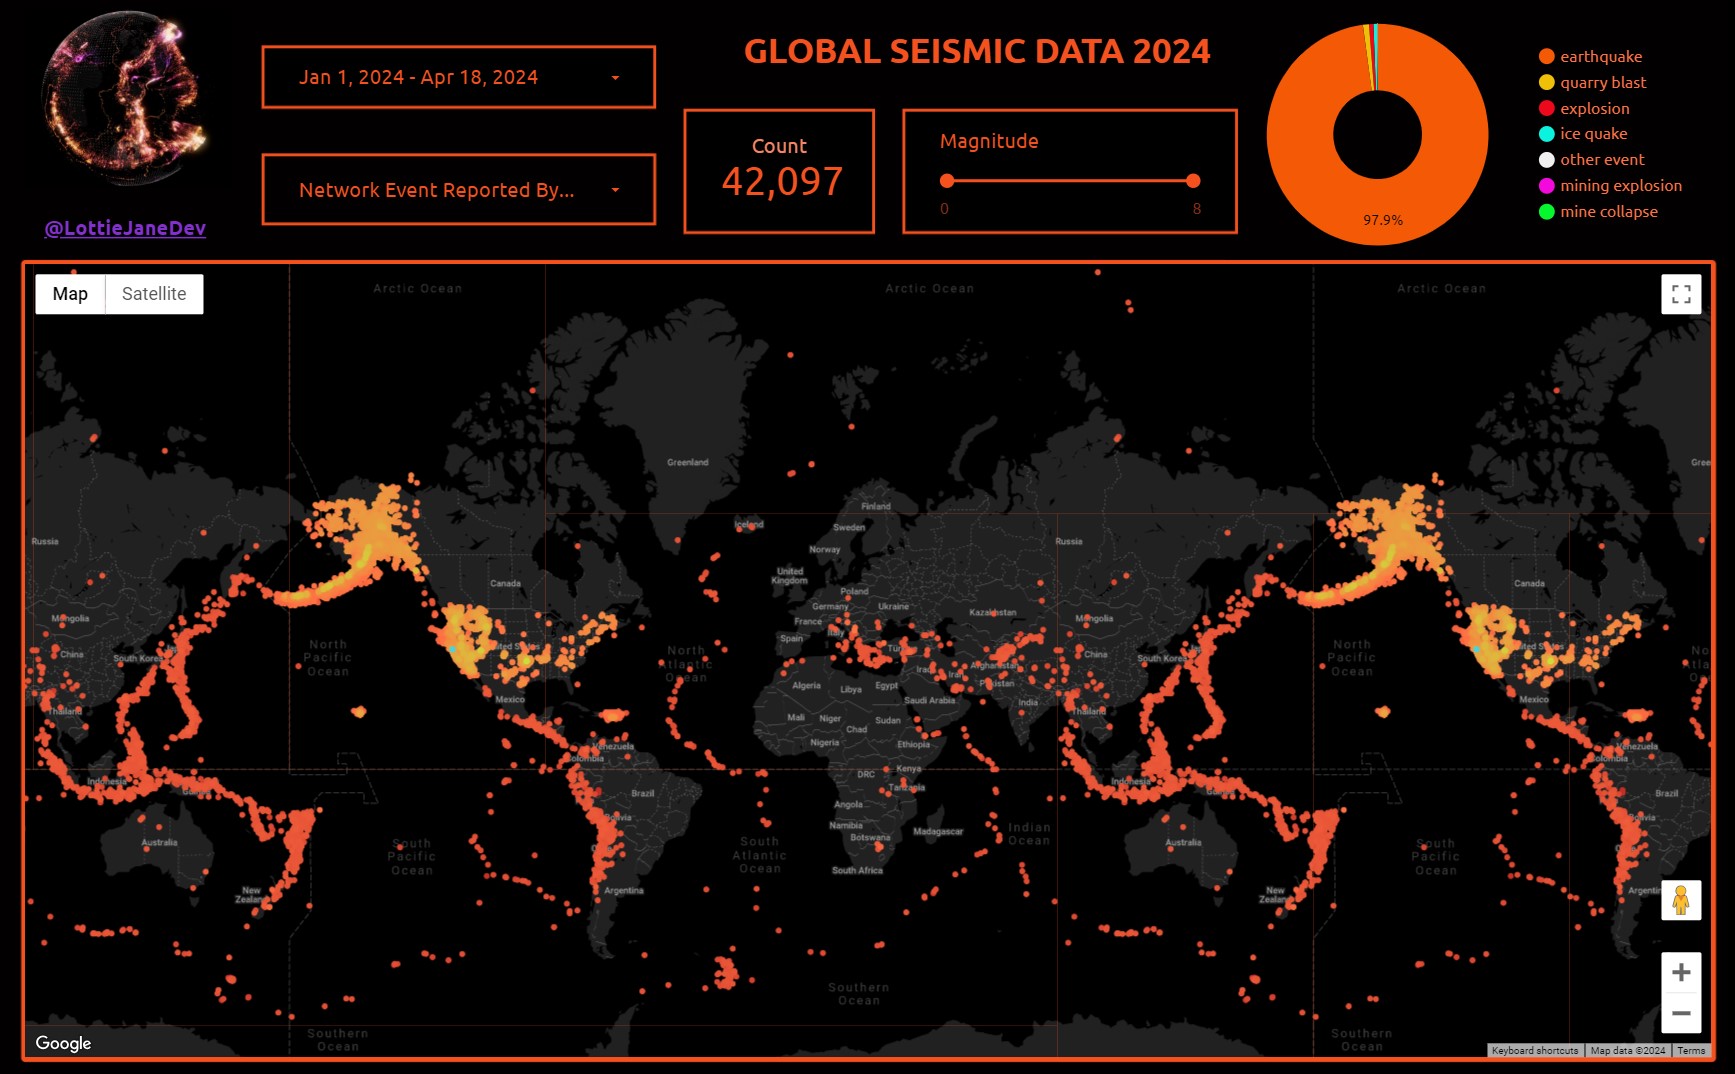 GLOBAL SEISMIC DATA 2024
Jan 1, 2024 - Apr 18, 2024
Network Event Reported By...
@LottieJaneDev
Count
42,097
Magnitude
0
8
97.9%
earthquake
quarry blast
explosion
ice quake
other event
mining explosion
mine collapse
Map
Satellite
Arctic Ocean
Arctic Ocean
Arctic Ocean
Greenland
Gree
Iceland
Finland
Sweden
Norway
Russia
Russia
United
Kingdom
Canada
Canada
Poland
Germany
Ukraine
France
Italy
Spain
Kazakhstan
Mongolia
Mongolia
China
China
South Korea
South Korea
North
Pacific
Ocean
North
Atlantic
Ocean
North
Pacific
Ocean
Afghanistan
Iraq
Iran
Pakistan
Algeria
Libya
Egypt
Saudi Arabia
India
Mexico
Mexico
Thailand
Thailand
Mali
Niger
Sudan
Chad
Nigeria
Ethiopia
Venezuela
Colombia
Venezuela
Colombia
Indonesia
Indonesia
DRC
Kenya
Tanzania
Brazil
Brazil
Angola
Bolivia
Bolivia
Namibia
Botswana
Madagascar
Australia
Australia
South
Pacific
Ocean
South
Atlantic
Ocean
Indian
Ocean
South
Pacific
Ocean
South Africa
Argentina
Argentin
New
Zealand
New
Zealand
Southern
Ocean
Southern
Ocean
Southern
Ocean
Google
Keyboard shortcuts
Map data ©2024
Terms